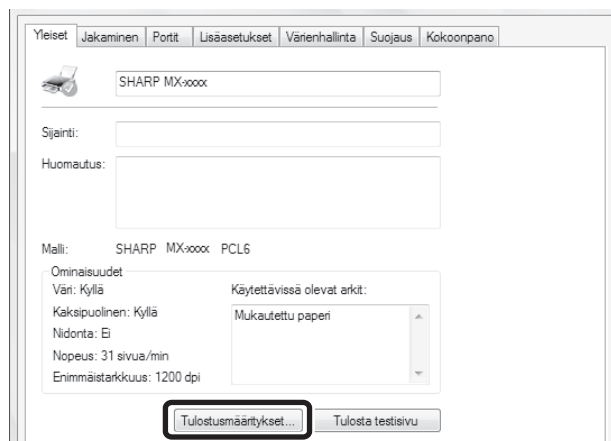 Yleiset Jakaminen Portit Lisäasetukset Värienhallinta Suojaus Kokoonpano
SHARP MX-xxxx
Sijainti:
Huomautus:
Malli: SHARP MX-xxxx PCL6
Ominaisuudet
Väri: Kyllä Käytettävissä olevat arkit:
Kaksipuolinen: Kyllä Mukautettu paperi
Nidonta: Ei
Nopeus: 31 sivua/min
Enimmäistarkkuus: 1200 dpi
Tulostusmääritykset... Tulosta testisivu